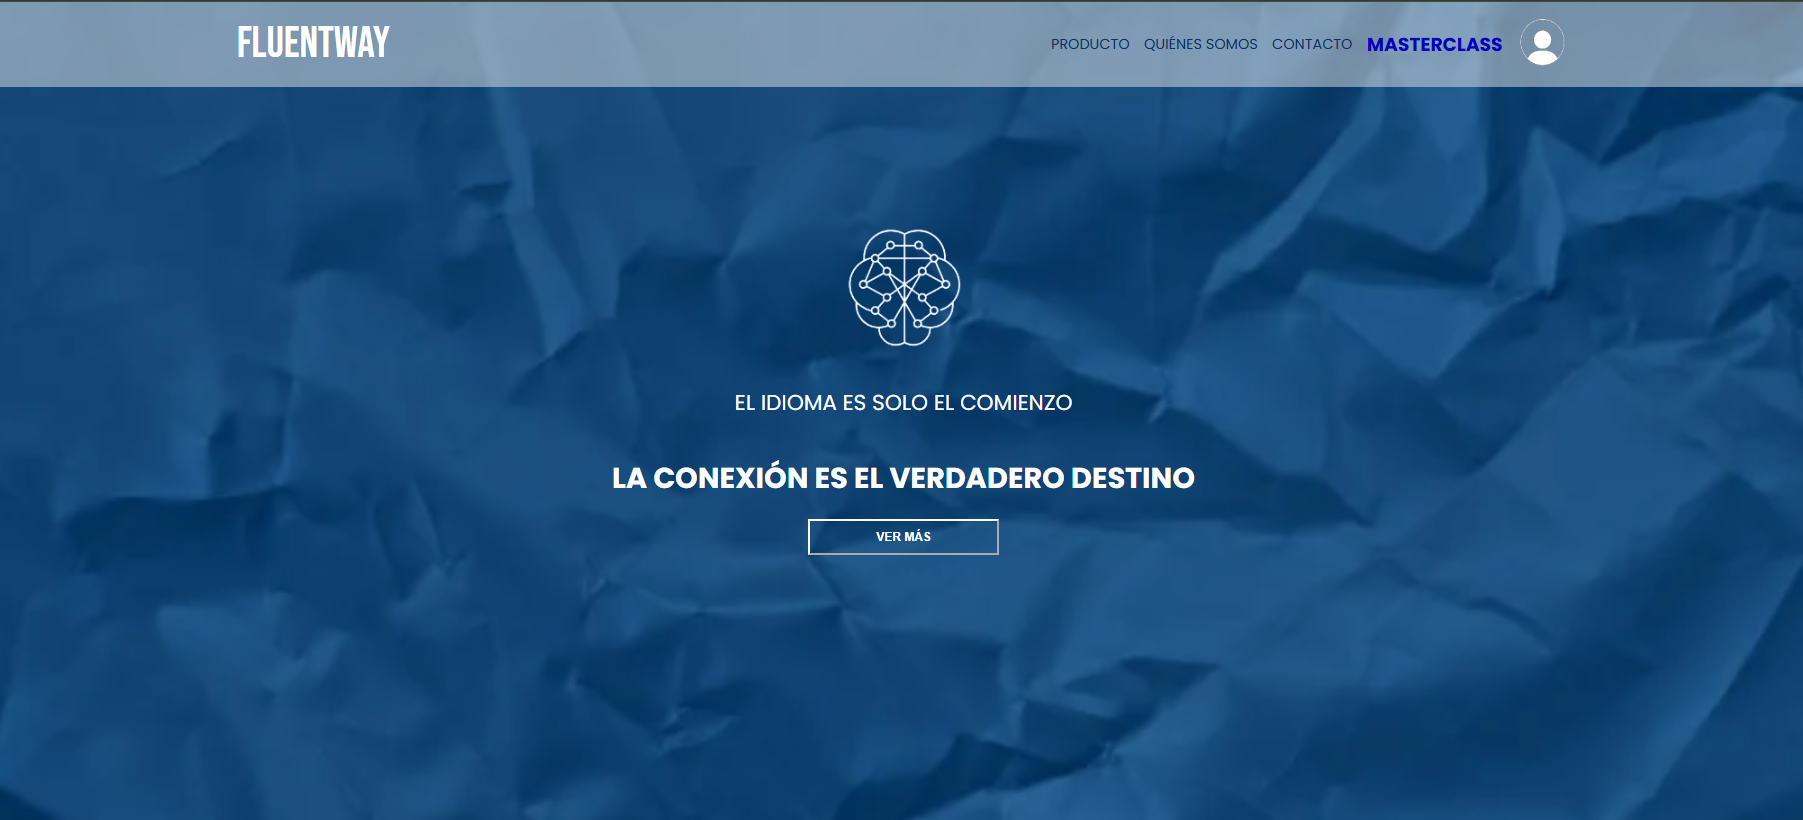 FLUENTWAY
PRODUCTO QUIÉNES SOMOS CONTACTO MASTERCLASS
EL IDIOMA ES SOLO EL COMIENZO
LA CONEXIÓN ES EL VERDADERO DESTINO
VER MÁS